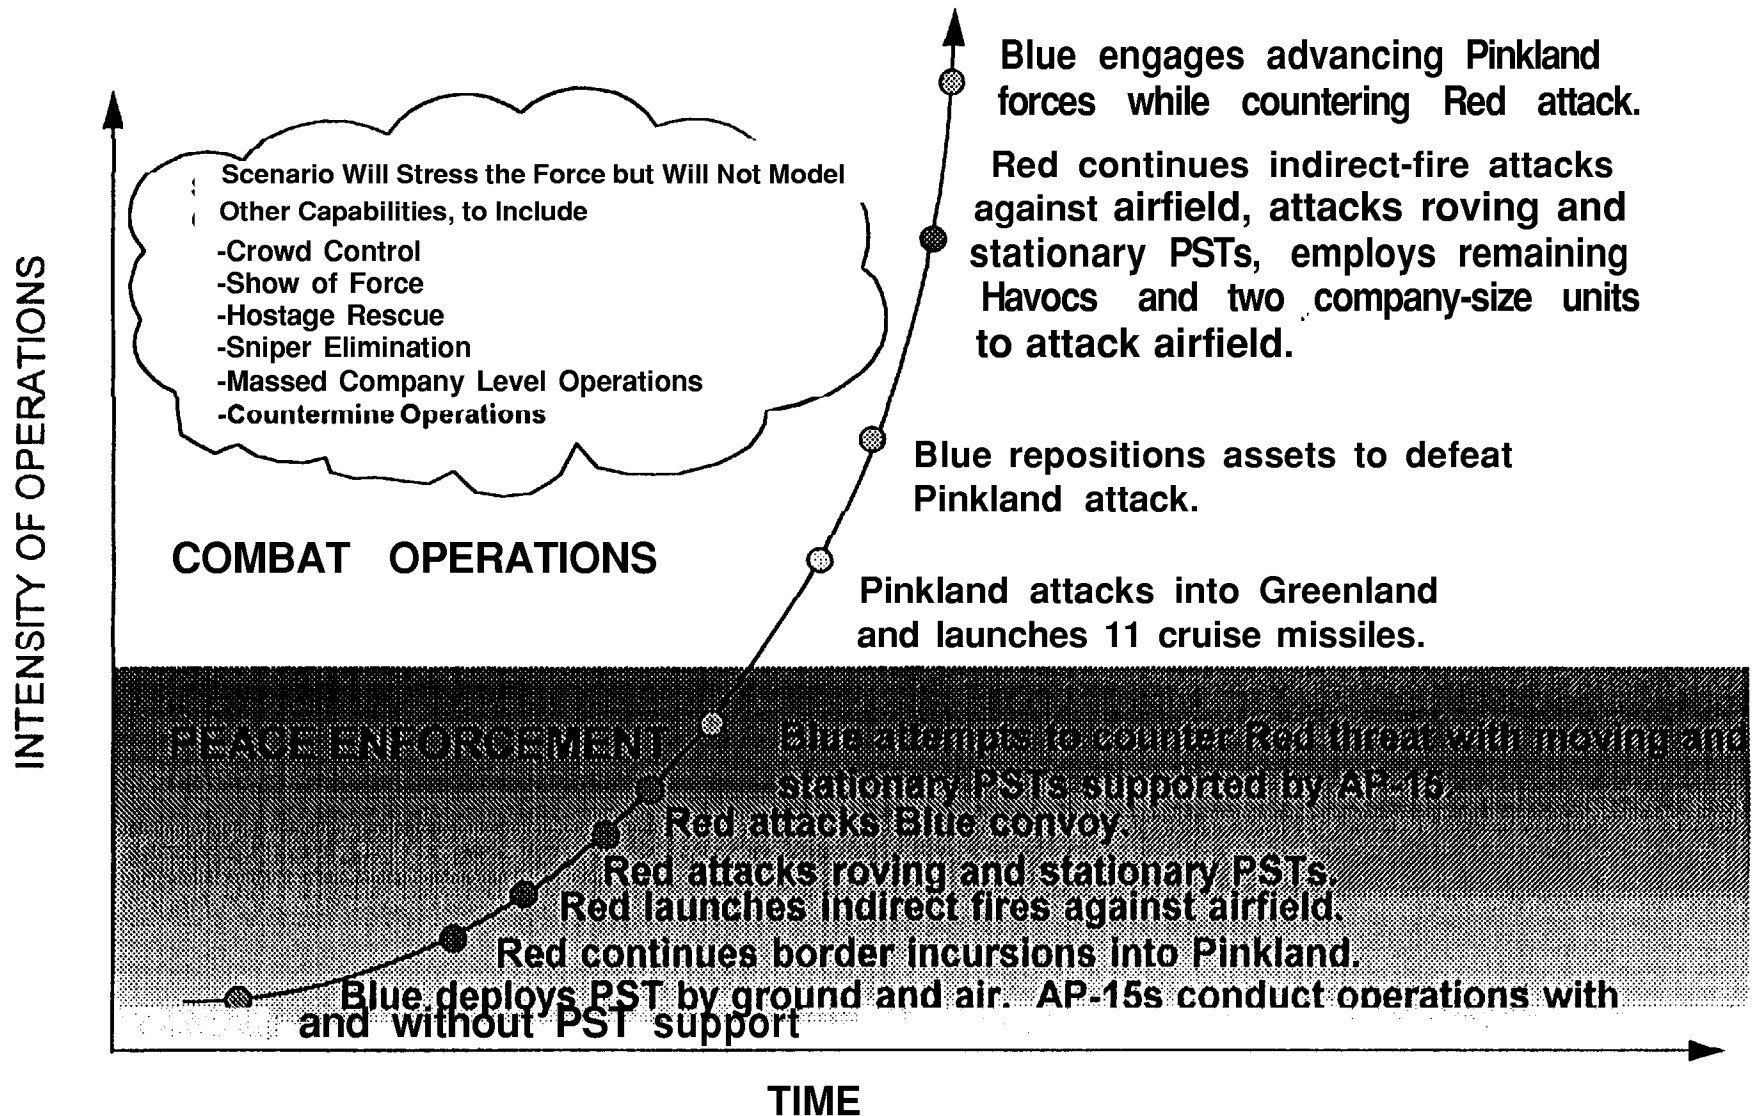 Blue engages advancing Pinkland
forces while countering Red attack.
Red continues indirect-fire attacks
against airfield, attacks roving and
stationary PSTs, employs remaining
Havocs and two company-size units
to attack airfield.
Scenario Will Stress the Force but Will Not Model
Other Capabilities, to Include
-Crowd Control
-Show of Force
-Hostage Rescue
-Sniper Elimination
-Massed Company Level Operations
-Countermine Operations
Blue repositions assets to defeat
Pinkland attack.
COMBAT OPERATIONS
Pinkland attacks into Greenland
and launches 11 cruise missiles.
INTENSITY OF OPERATIONS
PEACE ENFORCEMENT
Blue attempts to counter Red threat with moving and
stationary PSTs supported by AP-15.
Red attacks Blue convoy.
Red attacks roving and stationary PSTs.
Red launches indirect fires against airfield.
Red continues border incursions into Pinkland.
Blue deploys PST by ground and air. AP-15s conduct operations with
and without PST support
TIME